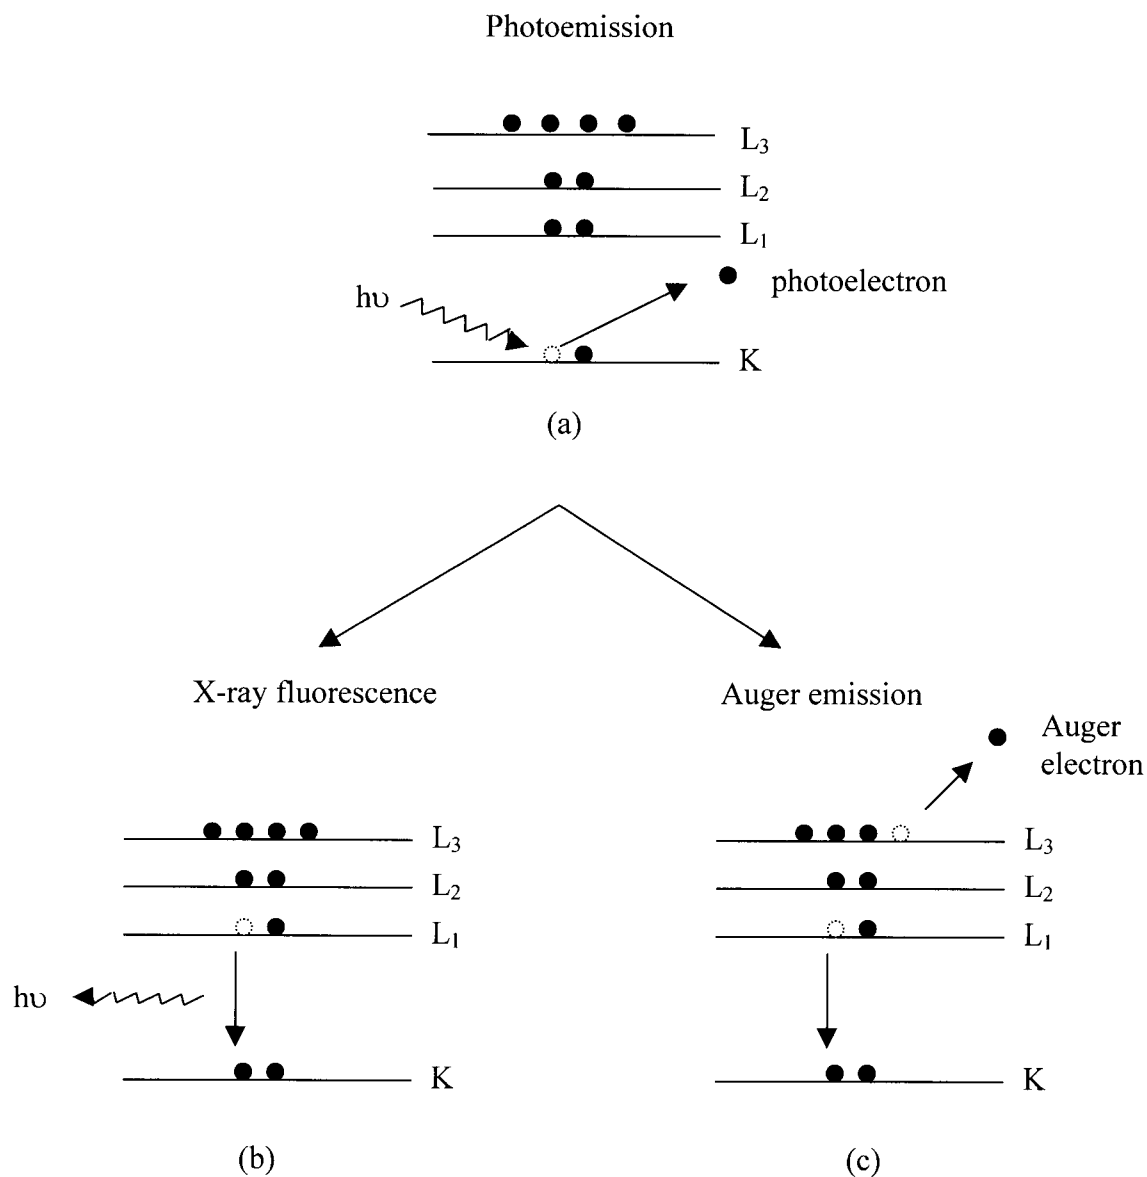 Photoemission
L₃
L₂
L₁
photoelectron
hυ
K
(a)
X-ray fluorescence
Auger emission
Auger
electron
L₃
L₂
L₁
hυ
K
(b)
L₃
L₂
L₁
K
(c)